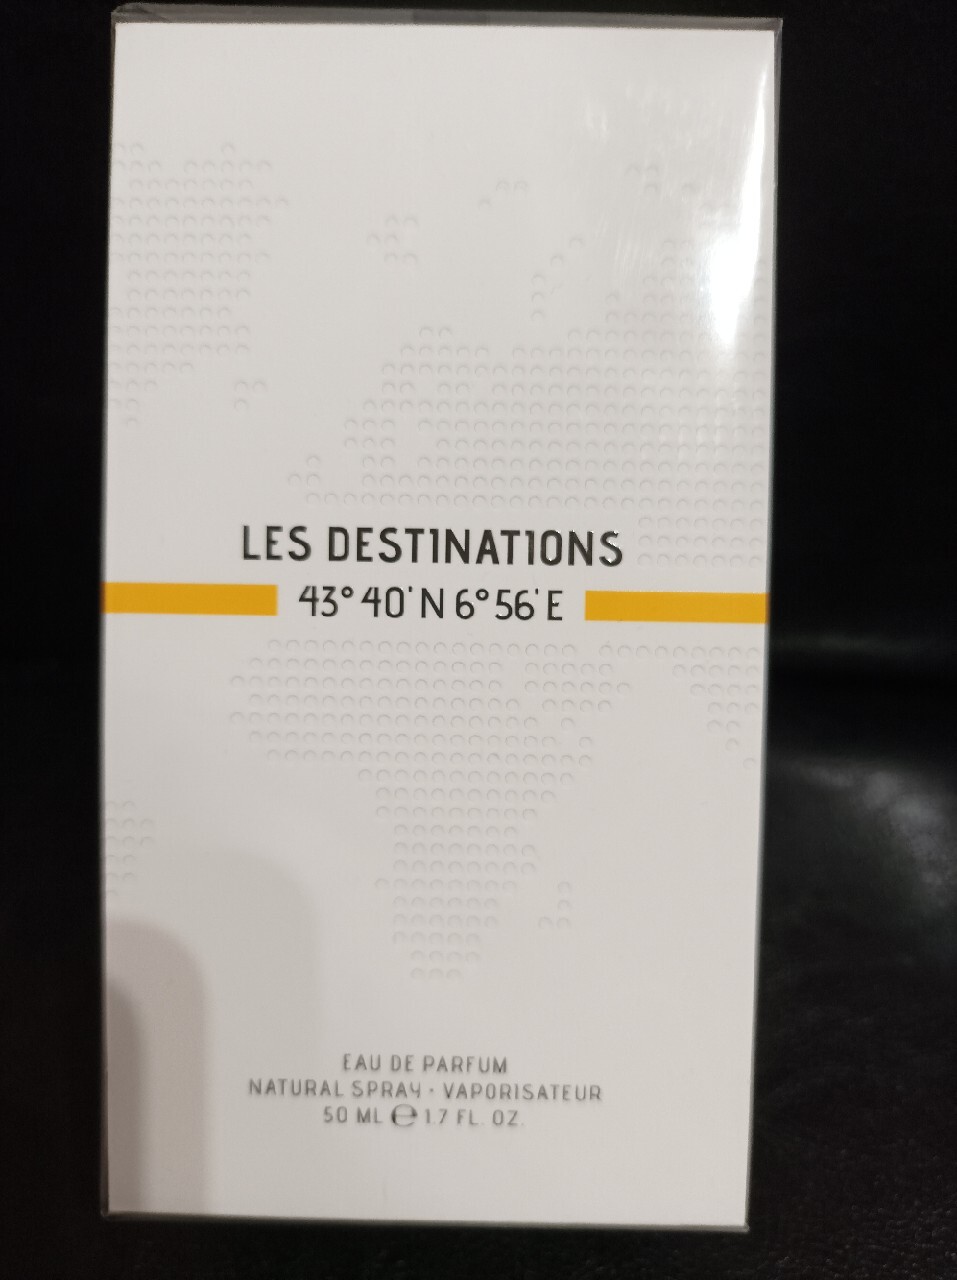 LES DESTINATIONS
43° 40' N 6° 56' E
EAU DE PARFUM
NATURAL SPRAY · VAPORISATEUR
50 ML ℮ 1.7 FL. OZ.